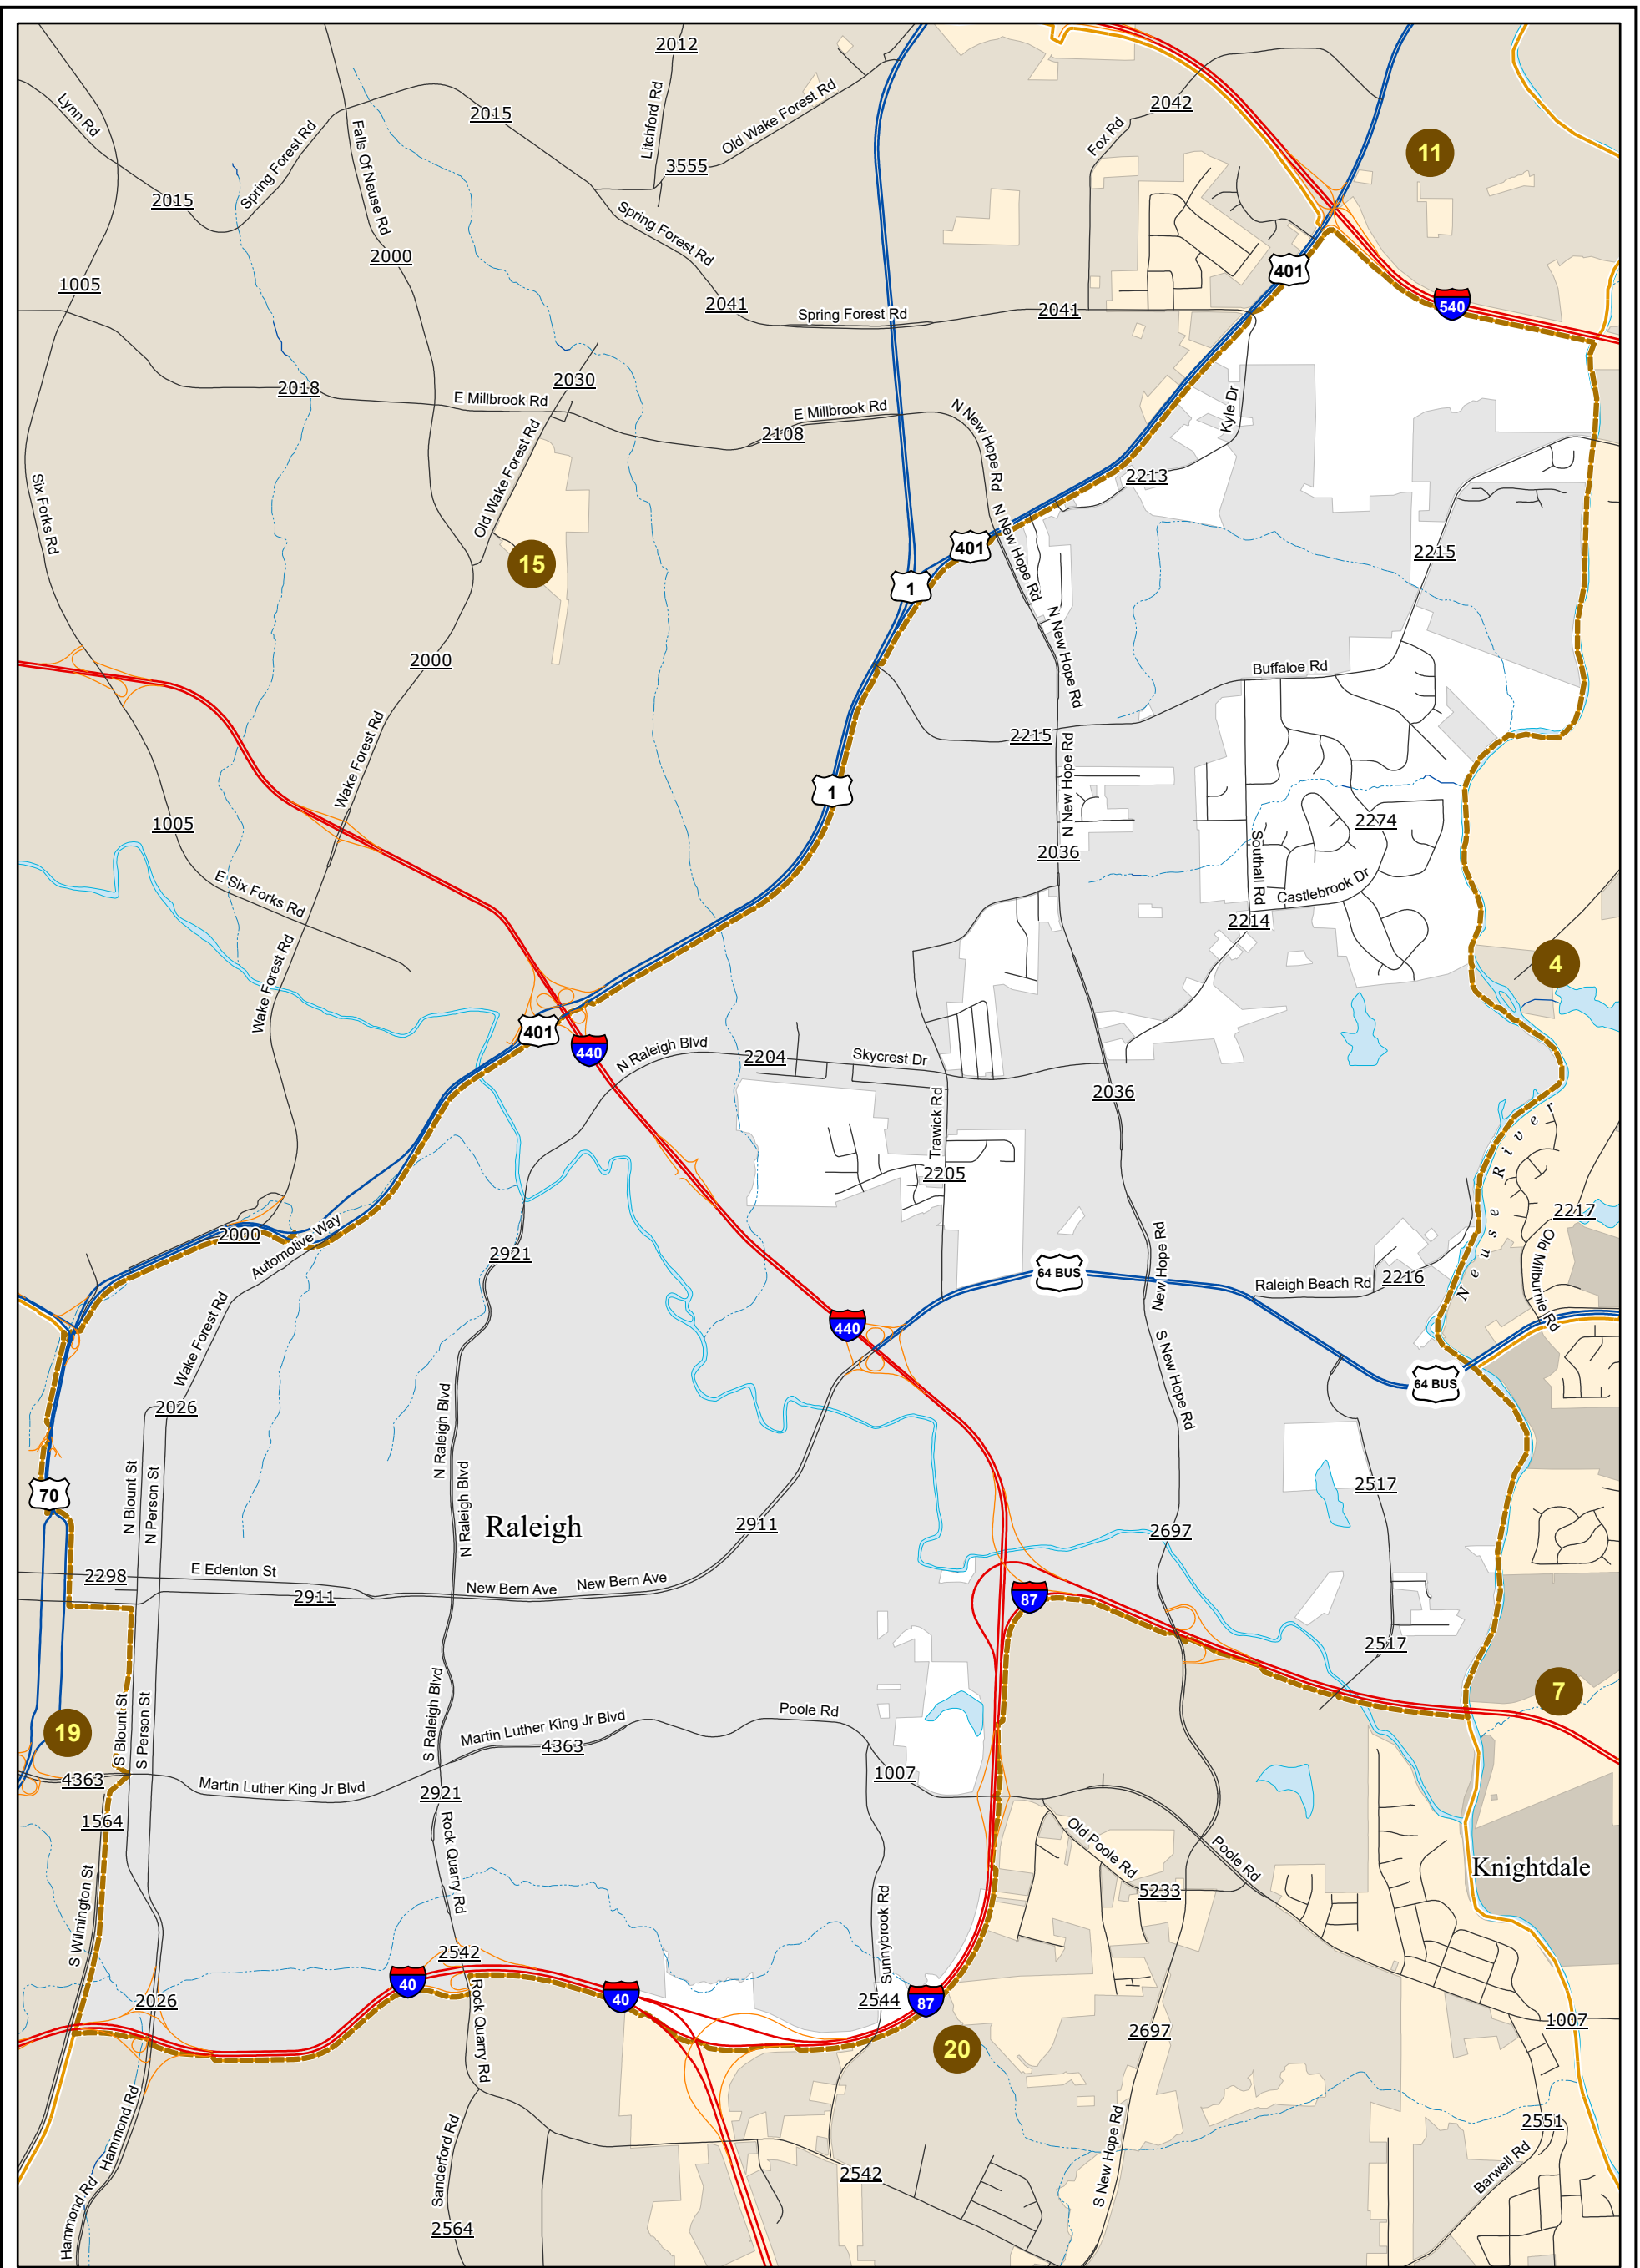 2012
Lynn Rd
2015
Litchford Rd
Old Wake Forest Rd
2042
Fox Rd
11
Spring Forest Rd
Falls Of Neuse Rd
3555
2015
Spring Forest Rd
2000
401
1005
2041
Spring Forest Rd
2041
540
2018
2030
E Millbrook Rd
E Millbrook Rd
2108
N New Hope Rd
Kyle Dr
Six Forks Rd
Old Wake Forest Rd
2213
15
401
N New Hope Rd
2215
1
N New Hope Rd
2000
Buffaloe Rd
2215
N New Hope Rd
Wake Forest Rd
1
1005
2274
2036
Southall Rd
Castlebrook Dr
E Six Forks Rd
2214
4
Wake Forest Rd
401
440
N Raleigh Blvd
2204
Skycrest Dr
2036
Trawick Rd
2205
Neuse River
2217
2000
Automotive Way
2921
New Hope Rd
Old Milburnie Rd
64 BUS
Raleigh Beach Rd
2216
Wake Forest Rd
440
S New Hope Rd
64 BUS
2026
N Raleigh Blvd
70
N Blount St
N Person St
N Raleigh Blvd
Raleigh
2911
2517
2697
2298
E Edenton St
2911
New Bern Ave
New Bern Ave
87
2517
7
19
S Blount St
S Person St
S Raleigh Blvd
Martin Luther King Jr Blvd
4363
Poole Rd
4363
Martin Luther King Jr Blvd
2921
1007
1564
Rock Quarry Rd
Old Poole Rd
Poole Rd
Knightdale
5233
S Wilmington St
Sunnybrook Rd
2542
40
40
Rock Quarry Rd
2026
2544
87
1007
20
2697
Hammond Rd
Sanderford Rd
S New Hope Rd
2551
Barwell Rd
2542
Hammond Rd
2564